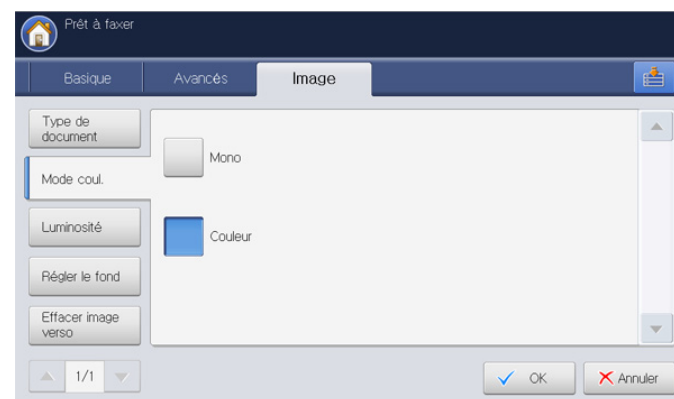 Prêt à faxer
Basique
Avancés
Image
Type de
document
Mode coul.
Luminosité
Régler le fond
Effacer image
verso
1/1
Mono
Couleur
OK
Annuler